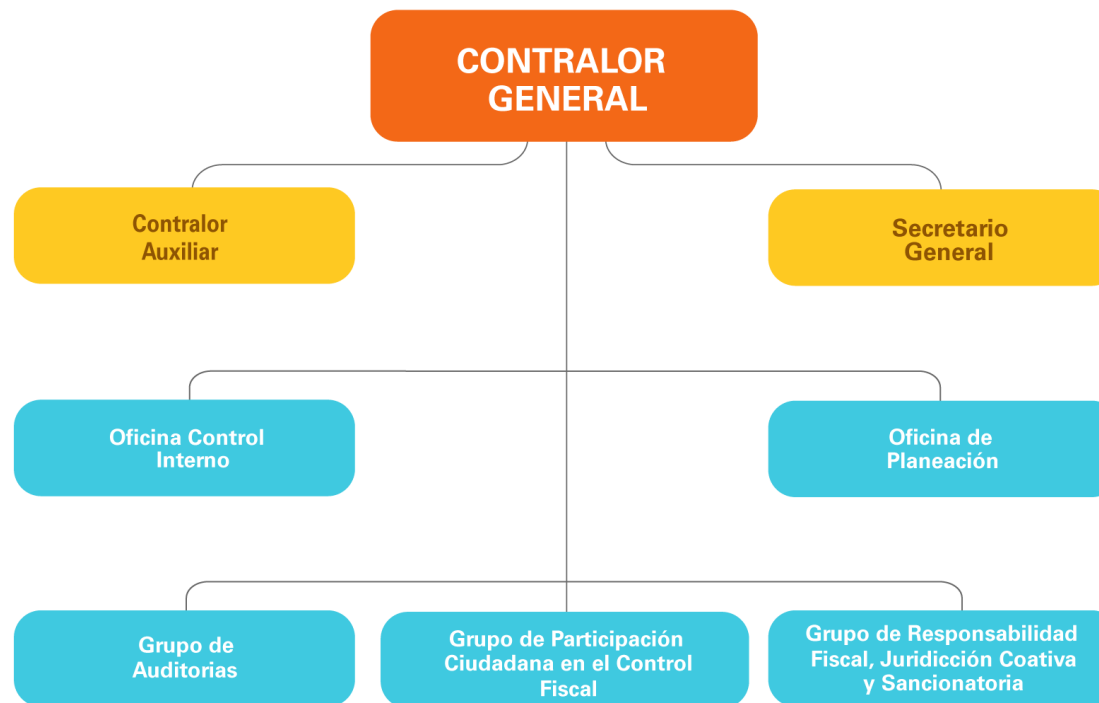 CONTRALOR
GENERAL
Contralor
Auxiliar
Secretario
General
Oficina Control
Interno
Oficina de
Planeación
Grupo de
Auditorias
Grupo de Participación
Ciudadana en el Control
Fiscal
Grupo de Responsabilidad
Fiscal, Juridicción Coativa
y Sancionatoria